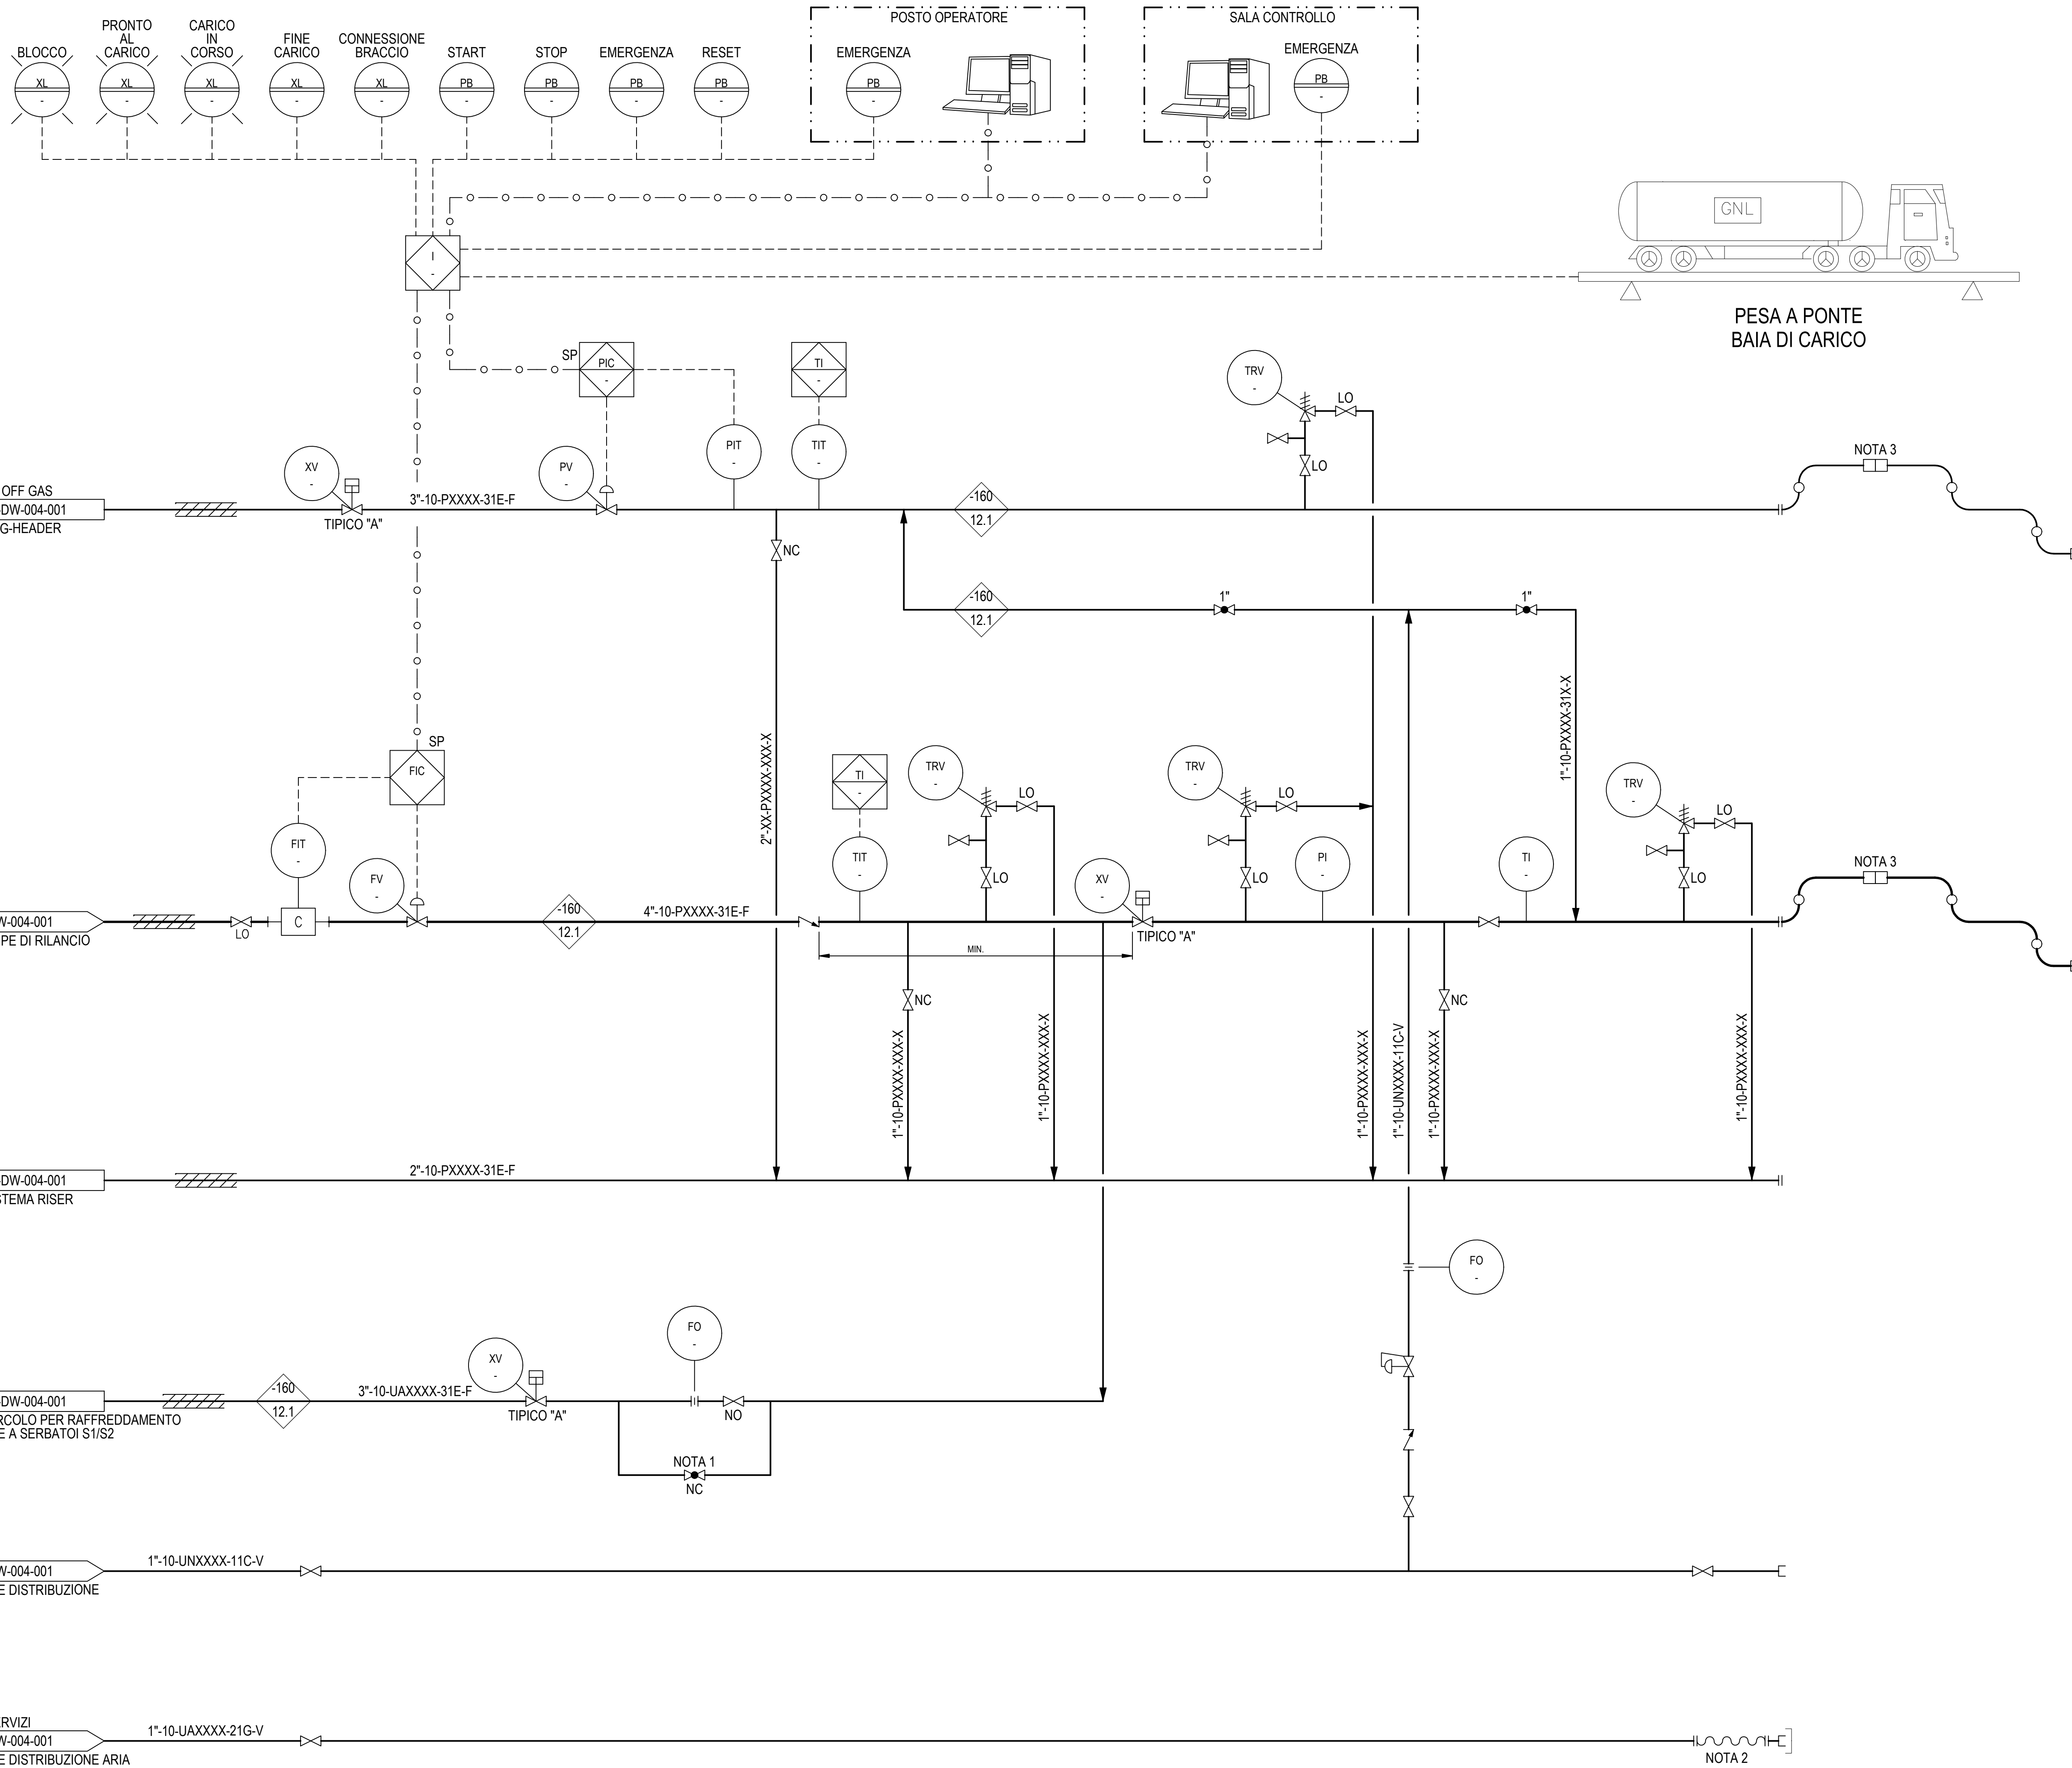 POSTO OPERATORE
SALA CONTROLLO
BLOCCO
PRONTO
AL
CARICO
CARICO
IN
CORSO
FINE
CARICO
CONNESSIONE
BRACCIO
START
STOP
EMERGENZA
RESET
EMERGENZA
EMERGENZA
XL
-
XL
-
XL
-
XL
-
XL
-
PB
-
PB
-
PB
-
PB
-
PB
-
PB
-
GNL
I
-
PESA A PONTE
BAIA DI CARICO
SP
PIC
-
TI
-
TRV
-
LO
LO
PIT
-
TIT
-
XV
-
PV
-
NOTA 3
OFF GAS
-DW-004-001
G-HEADER
TIPICO "A"
3"-10-PXXXX-31E-F
-160
12.1
NC
-160
12.1
1"
1"
1"-10-PXXXX-31X-X
2"-XX-PXXXX-XXX-X
SP
FIC
-
TI
-
TRV
-
LO
TRV
-
LO
TRV
-
LO
FIT
-
FV
-
TIT
-
LO
XV
-
LO
PI
-
TI
-
LO
NOTA 3
W-004-001
PE DI RILANCIO
LO
C
-160
12.1
4"-10-PXXXX-31E-F
MIN.
TIPICO "A"
NC
NC
1"-10-PXXXX-XXX-X
1"-10-PXXXX-XXX-X
1"-10-PXXXX-XXX-X
1"-10-UNXXXX-11C-V
1"-10-PXXXX-XXX-X
1"-10-PXXXX-XXX-X
-DW-004-001
STEMA RISER
2"-10-PXXXX-31E-F
FO
-
FO
-
XV
-
-DW-004-001
RCOLO PER RAFFREDDAMENTO
E A SERBATOI S1/S2
-160
12.1
3"-10-UAXXXX-31E-F
TIPICO "A"
NO
NOTA 1
NC
W-004-001
E DISTRIBUZIONE
1"-10-UNXXXX-11C-V
ERVIZI
W-004-001
E DISTRIBUZIONE ARIA
1"-10-UAXXXX-21G-V
NOTA 2